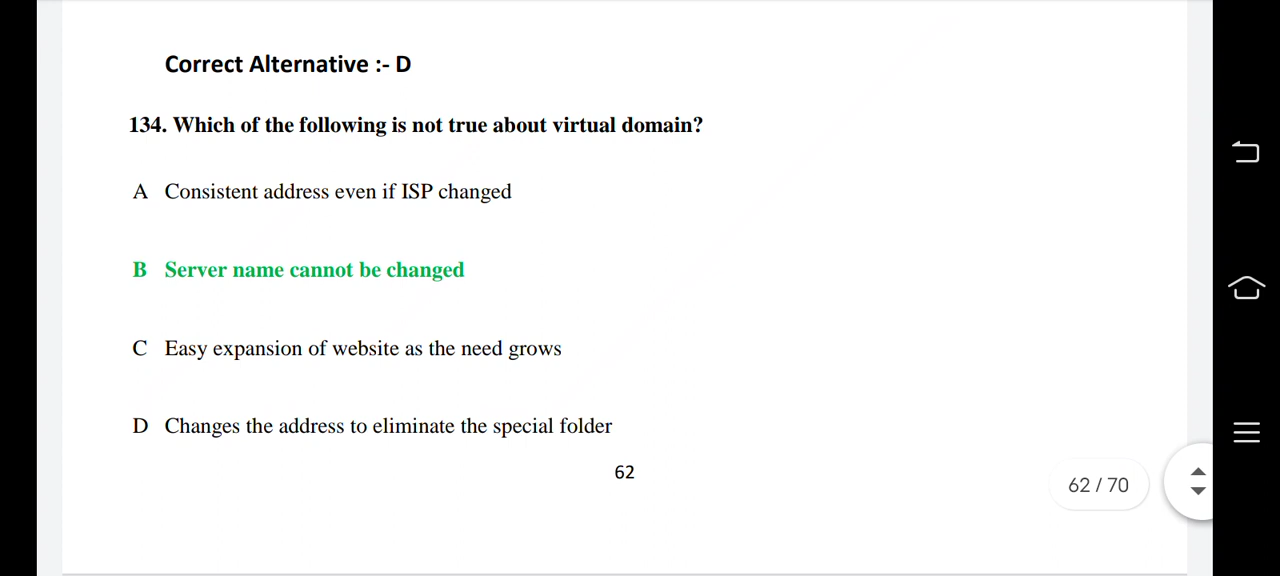 Correct Alternative :- D
134. Which of the following is not true about virtual domain?
A Consistent address even if ISP changed
B Server name cannot be changed
C Easy expansion of website as the need grows
D Changes the address to eliminate the special folder
62
62 / 70